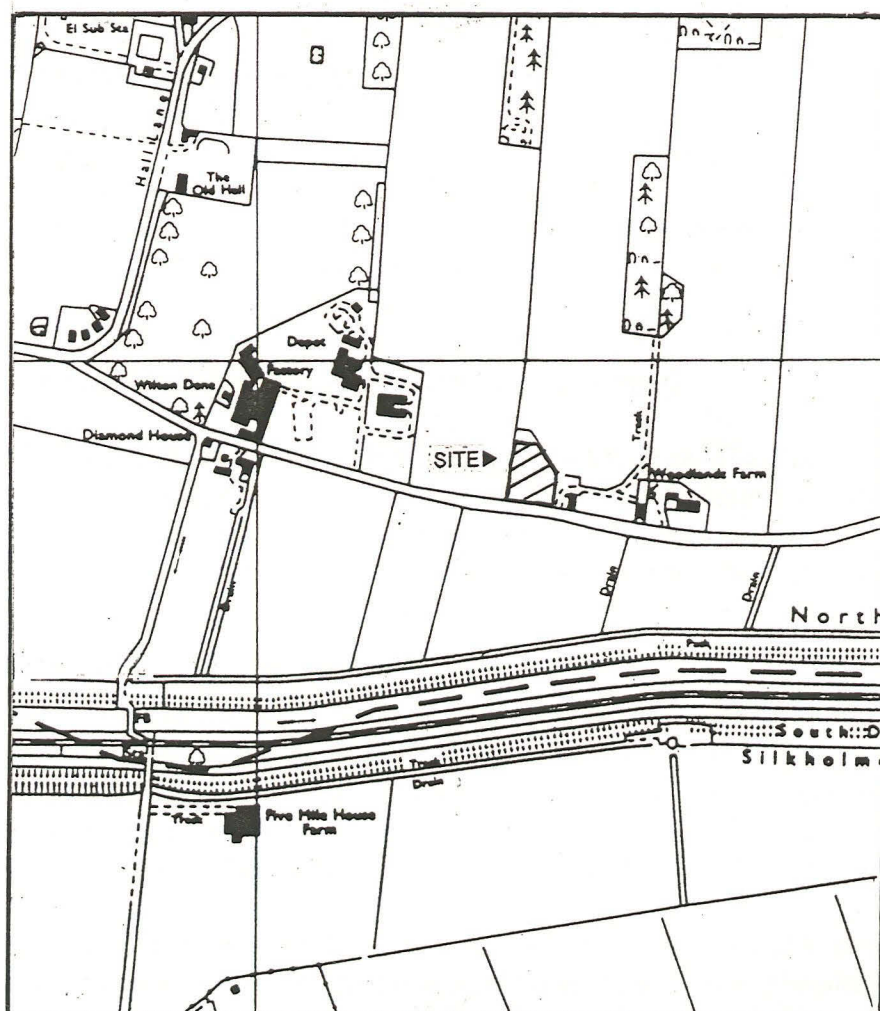 El Sub Sta
Hall Lane
The
Old Hall
Depot
Factory
Wilton Dene
Diamond House
SITE
Track
Woodlands Farm
Drain
Drain
Drain
North
Path
FB
South D
Silkholme
Track
Drain
Track
Five Mile House
Farm